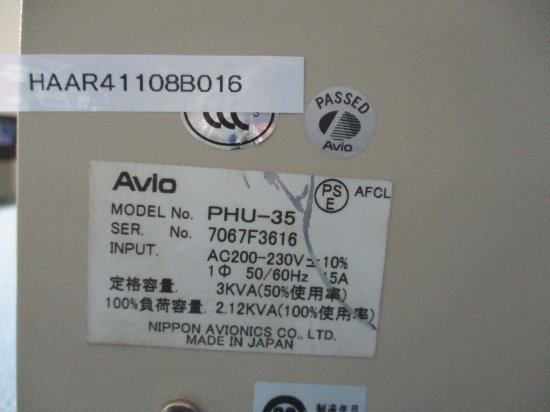 HAAR41108B016
PASSED
Avio
Avio
PS
E
AFCL
MODEL No. PHU-35
SER. No. 7067F3616
INPUT. AC200-230V±10%
1Φ 50/60Hz 15A
定格容量. 3KVA(50%使用率)
100%負荷容量. 2.12KVA(100%使用率)
NIPPON AVIONICS CO., LTD.
MADE IN JAPAN